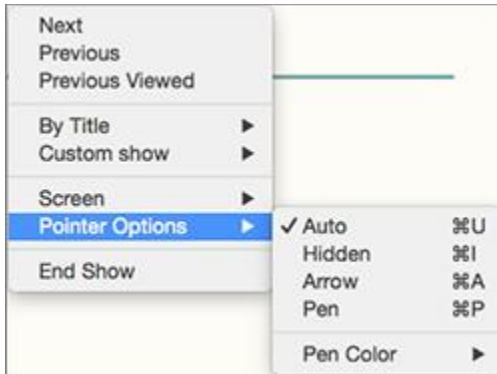 Next
Previous
Previous Viewed
By Title
Custom show
Screen
Pointer Options
End Show
✓ Auto ⌘U
Hidden ⌘I
Arrow ⌘A
Pen ⌘P
Pen Color